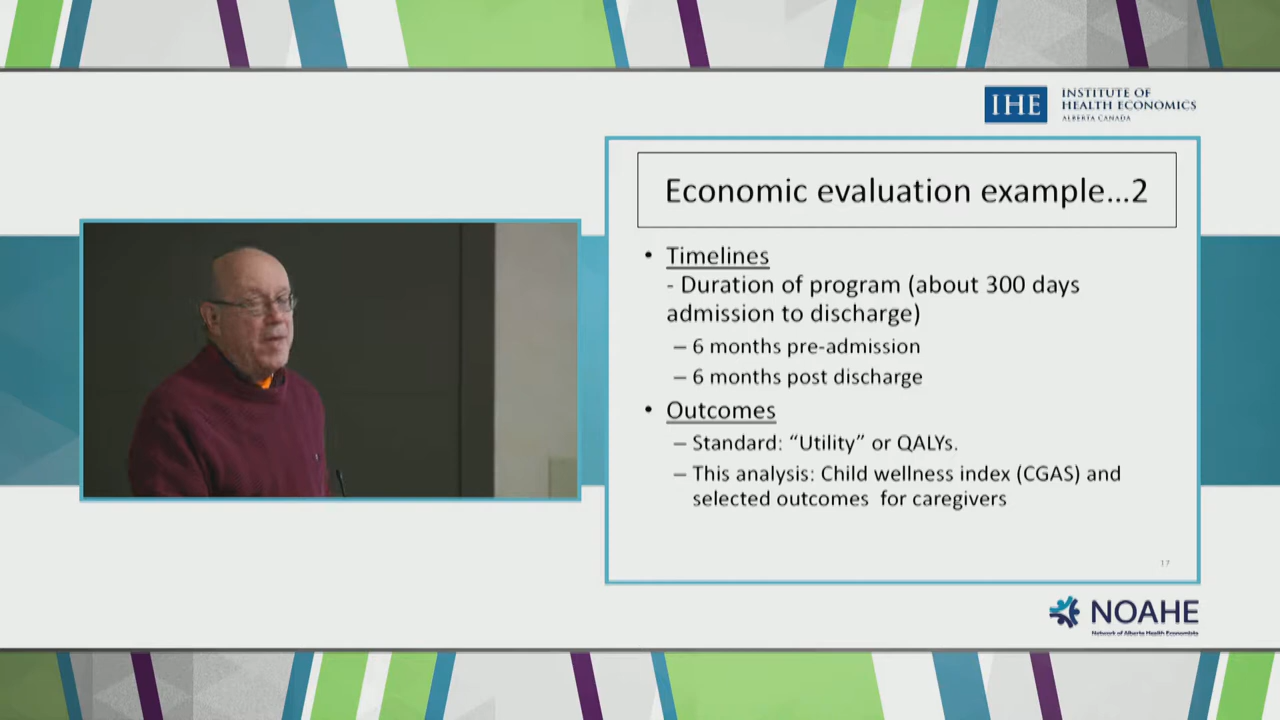 IHE
INSTITUTE OF
HEALTH ECONOMICS
ALBERTA CANADA
Economic evaluation example...2
• Timelines
- Duration of program (about 300 days
admission to discharge)
– 6 months pre-admission
– 6 months post discharge
• Outcomes
– Standard: “Utility” or QALYs.
– This analysis: Child wellness index (CGAS) and
selected outcomes for caregivers
17
NOAHE
Network of Alberta Health Economists